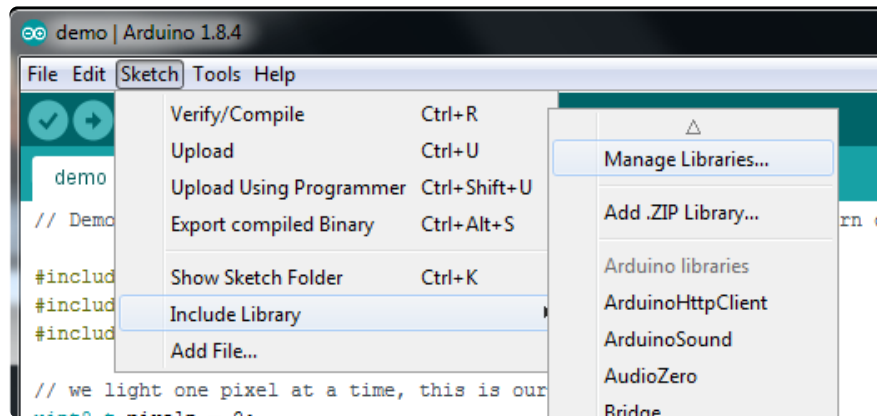 demo | Arduino 1.8.4
File Edit Sketch Tools Help
Verify/Compile Ctrl+R
Upload Ctrl+U
Upload Using Programmer Ctrl+Shift+U
Export compiled Binary Ctrl+Alt+S
Show Sketch Folder Ctrl+K
Include Library
Add File...
Manage Libraries...
Add .ZIP Library...
Arduino libraries
ArduinoHttpClient
ArduinoSound
AudioZero
Bridge
demo
// Demo
rn
#includ
#includ
#includ
// we light one pixel at a time, this is our